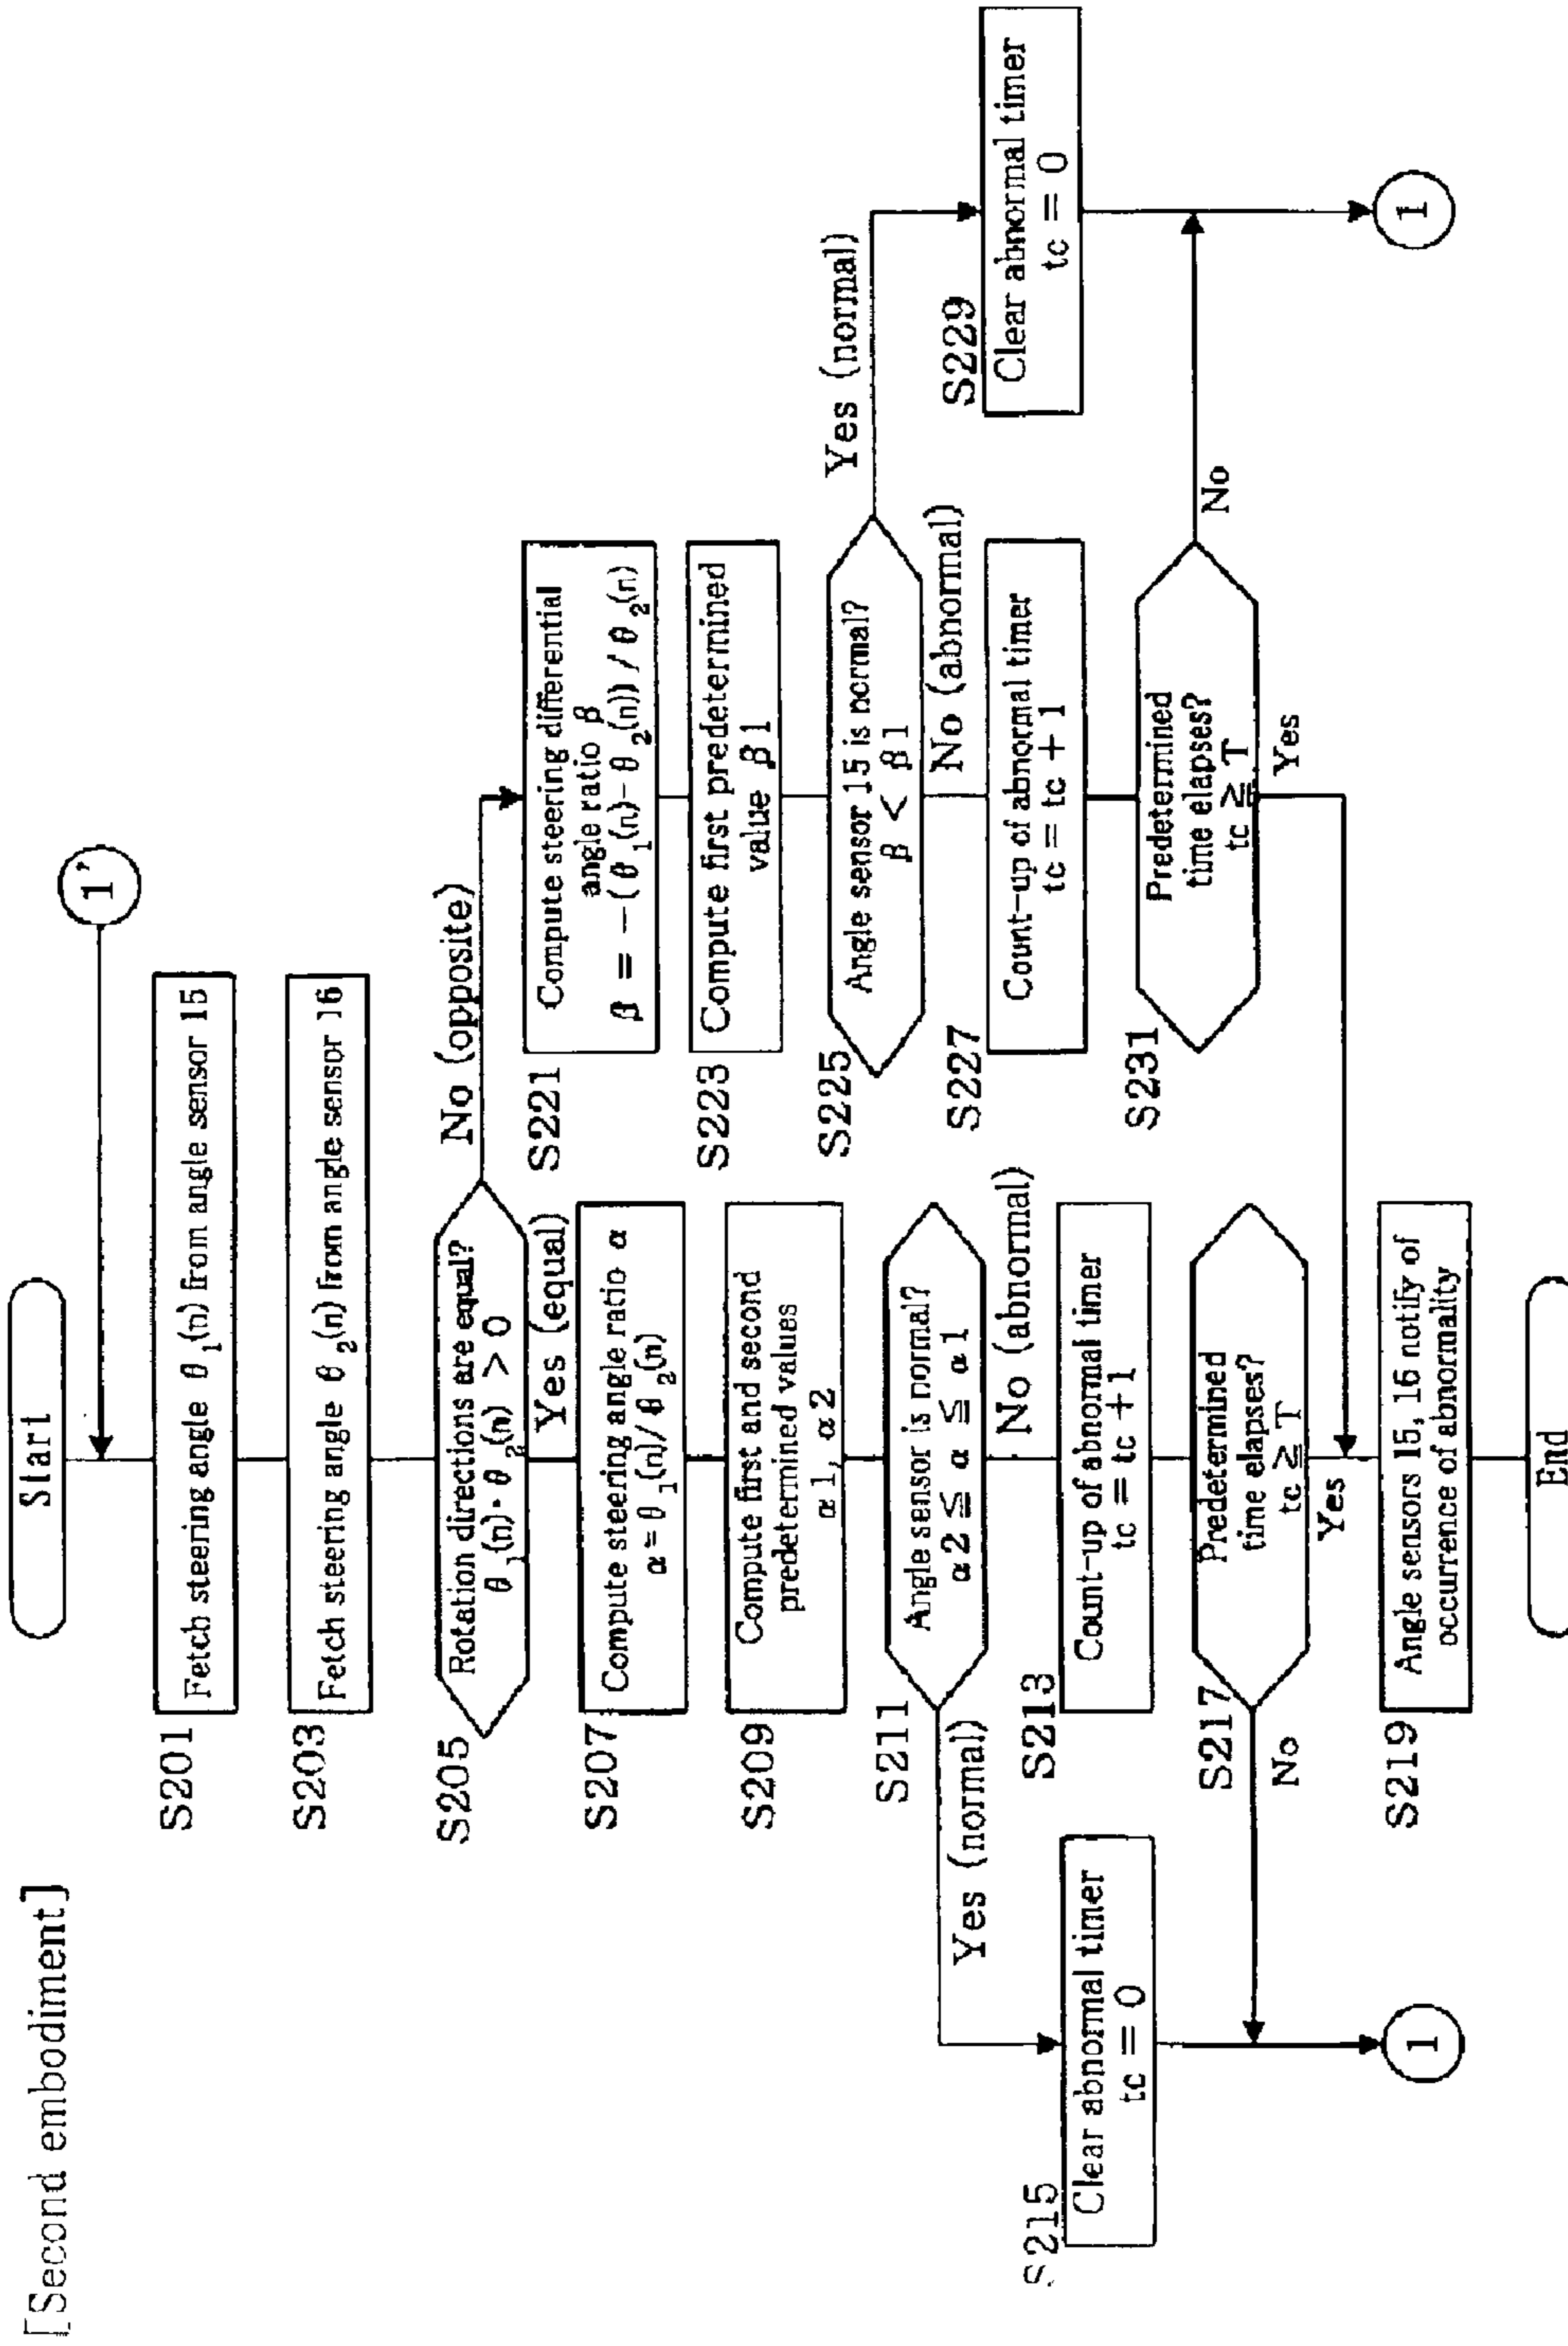 [Second embodiment]
Start
1'
S201
Fetch steering angle θ₁(n) from angle sensor 15
S203
Fetch steering angle θ₂(n) from angle sensor 16
S205
Rotation directions are equal?
θ₁(n)·θ₂(n) > 0
No (opposite)
Yes (equal)
S207
Compute steering angle ratio α
α = θ₁(n)/θ₂(n)
S209
Compute first and second
predetermined values
α1, α2
S211
Angle sensor is normal?
α2 ≦ α ≦ α1
Yes (normal)
No (abnormal)
S213
Count-up of abnormal timer
tc = tc +1
S215
Clear abnormal timer
tc = 0
S217
Predetermined
time elapses?
tc ≧ T
No
Yes
1
S219
Angle sensors 15, 16 notify of
occurrence of abnormality
End
S221
Compute steering differential
angle ratio β
β = −(θ₁(n)-θ₂(n))/θ₂(n)
S223
Compute first predetermined
value β1
S225
Angle sensor 15 is normal?
β < β1
Yes (normal)
No (abnormal)
S227
Count-up of abnormal timer
tc = tc + 1
S229
Clear abnormal timer
tc = 0
S231
Predetermined
time elapses?
tc ≧ T
No
Yes
1